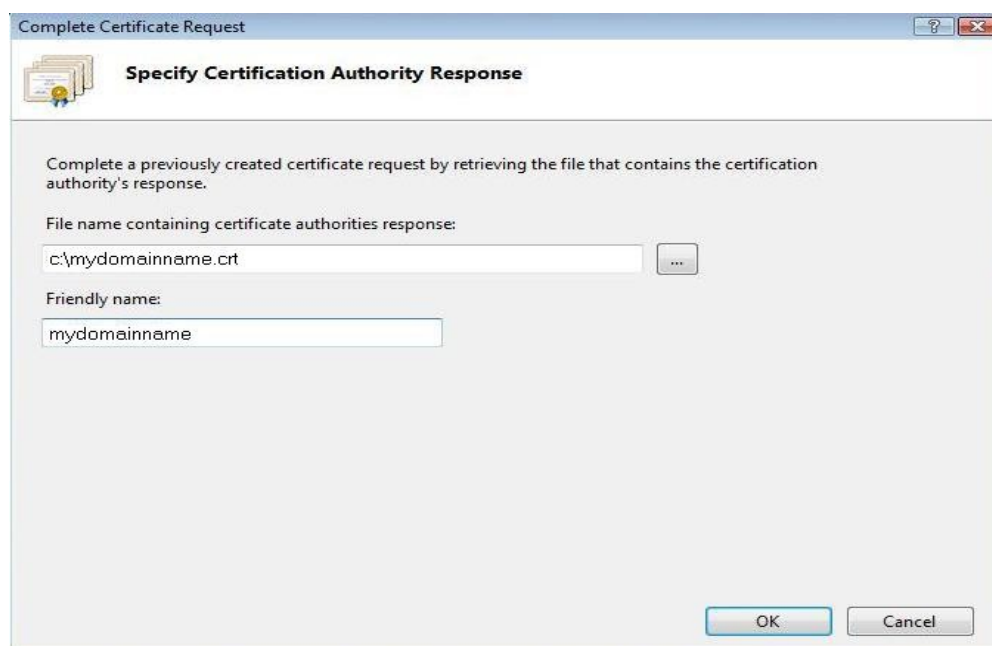 Complete Certificate Request
Specify Certification Authority Response
Complete a previously created certificate request by retrieving the file that contains the certification
authority's response.
File name containing certificate authorities response:
c:\mydomainname.crt
...
Friendly name:
mydomainname
OK
Cancel